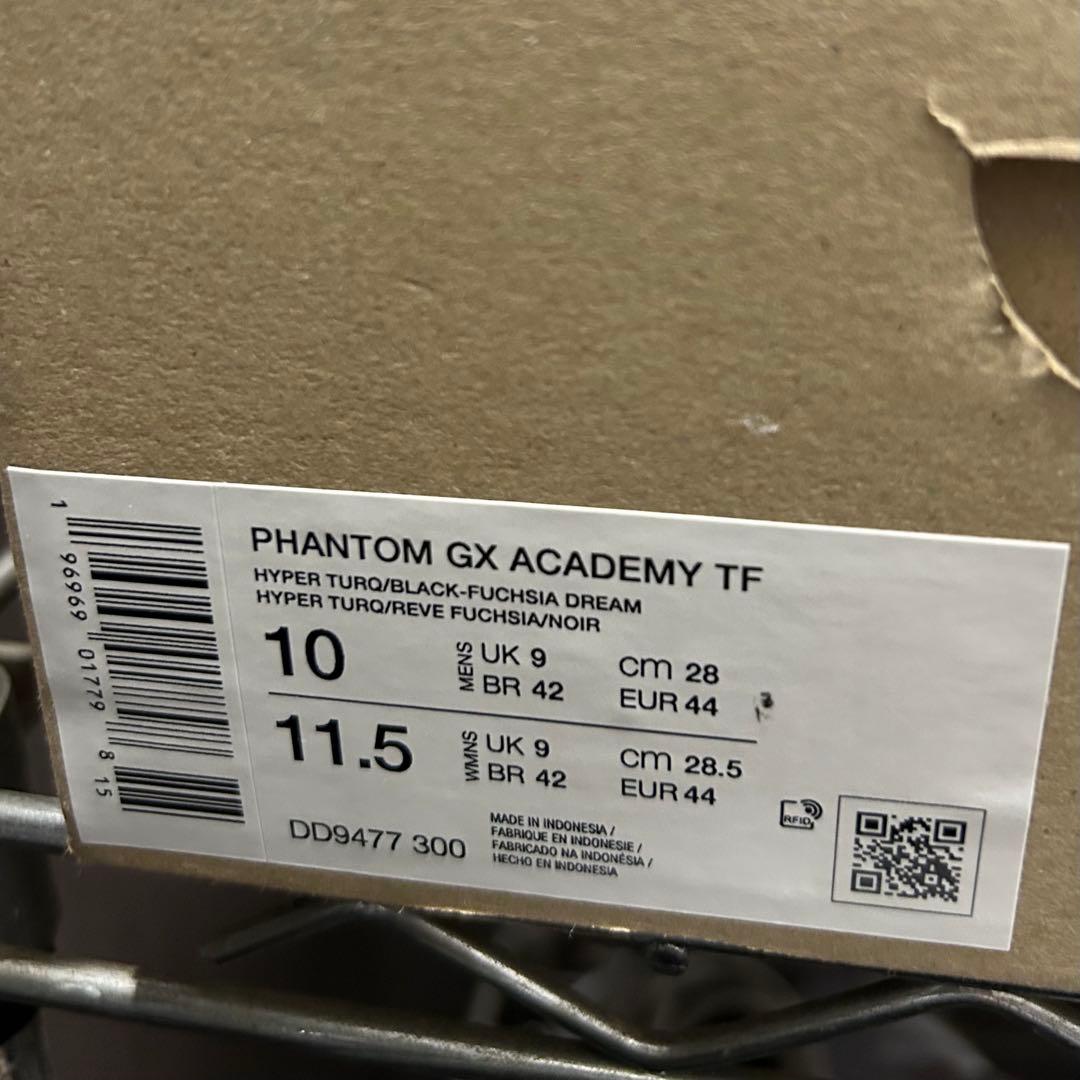 PHANTOM GX ACADEMY TF
HYPER TURQ/BLACK-FUCHSIA DREAM
HYPER TURQ/REVE FUCHSIA/NOIR
10
MENS
UK 9
BR 42
cm 28
EUR 44
11.5
WMNS
UK 9
BR 42
cm 28.5
EUR 44
DD9477 300
MADE IN INDONESIA /
FABRIQUE EN INDONESIE /
FABRICADO NA INDONÉSIA /
HECHO EN INDONESIA
RFID
1 96969 01779 8 15